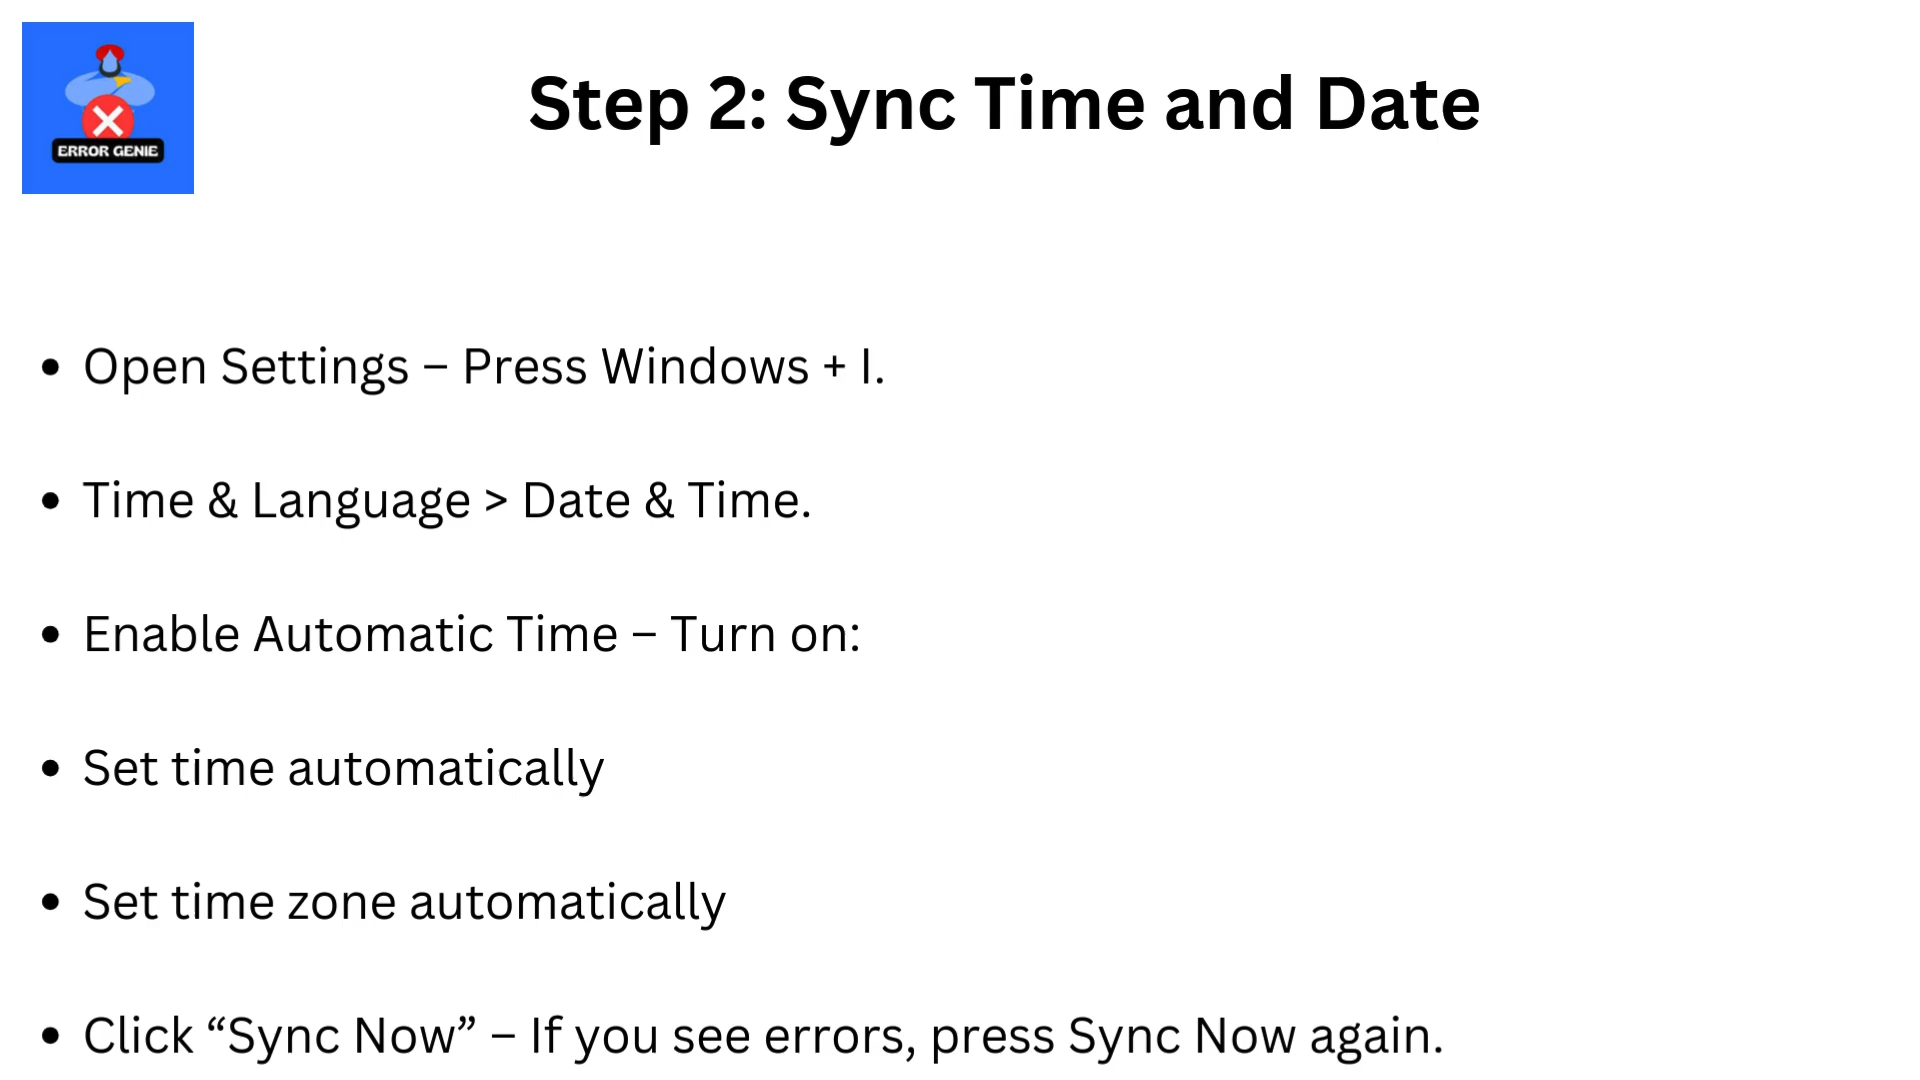 ERROR GENIE
Step 2: Sync Time and Date
• Open Settings – Press Windows + I.
• Time & Language > Date & Time.
• Enable Automatic Time – Turn on:
• Set time automatically
• Set time zone automatically
• Click “Sync Now” – If you see errors, press Sync Now again.